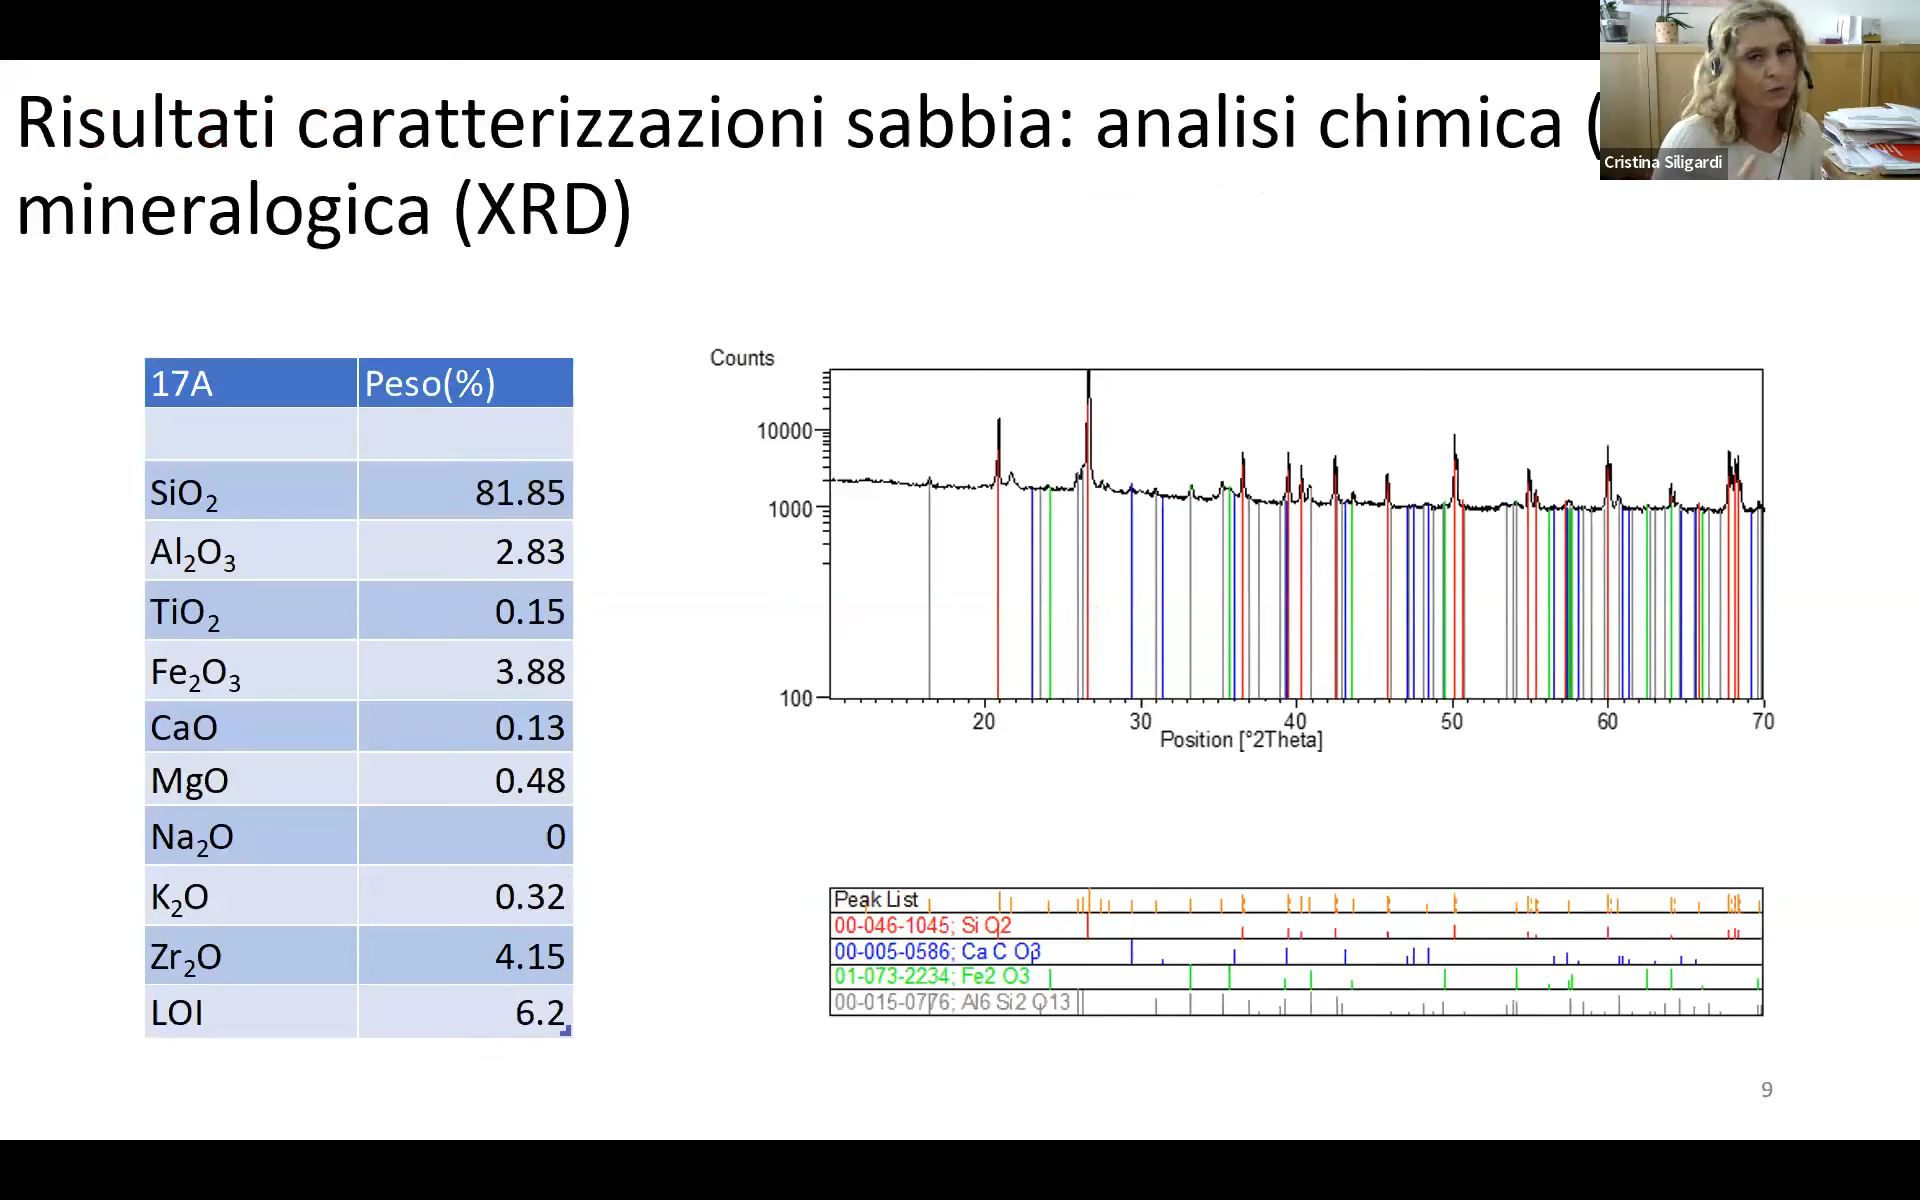 Risultati caratterizzazioni sabbia: analisi chimica (
mineralogica (XRD)
Cristina Siligardi
17A Peso(%)
SiO2 81.85
Al2O3 2.83
TiO2 0.15
Fe2O3 3.88
CaO 0.13
MgO 0.48
Na2O 0
K2O 0.32
Zr2O 4.15
LOI 6.2
Counts
10000
1000
100
20 30 40 50 60 70
Position [°2Theta]
Peak List
00-046-1045; Si O2
00-005-0586; Ca C O3
01-073-2234; Fe2 O3
00-015-0776; Al6 Si2 O13
9